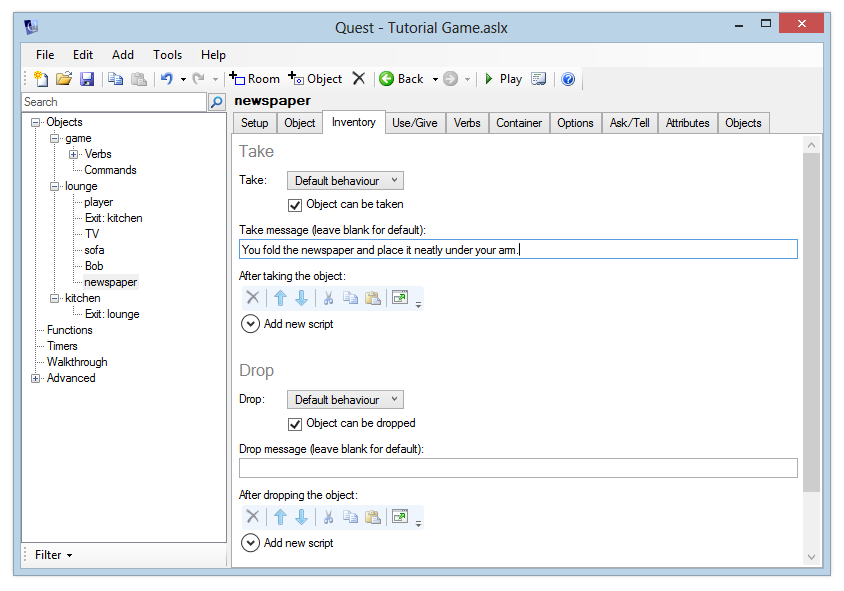 Quest - Tutorial Game.aslx
File Edit Add Tools Help
Room Object Back Play
Search
Objects
game
Verbs
Commands
lounge
player
Exit: kitchen
TV
sofa
Bob
newspaper
kitchen
Exit: lounge
Functions
Timers
Walkthrough
Advanced
Filter
newspaper
Setup Object Inventory Use/Give Verbs Container Options Ask/Tell Attributes Objects
Take
Take: Default behaviour
Object can be taken
Take message (leave blank for default):
You fold the newspaper and place it neatly under your arm.
After taking the object:
Add new script
Drop
Drop: Default behaviour
Object can be dropped
Drop message (leave blank for default):
After dropping the object:
Add new script